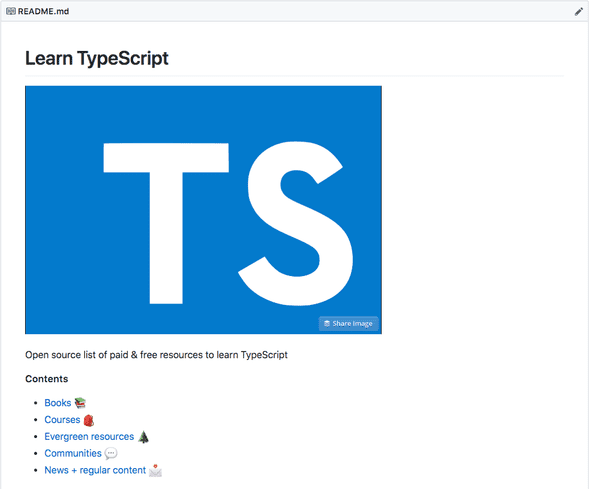 README.md
Learn TypeScript
TS
Share Image
Open source list of paid & free resources to learn TypeScript
Contents
Books 📚
Courses 🎒
Evergreen resources 🌲
Communities 💬
News + regular content 📩